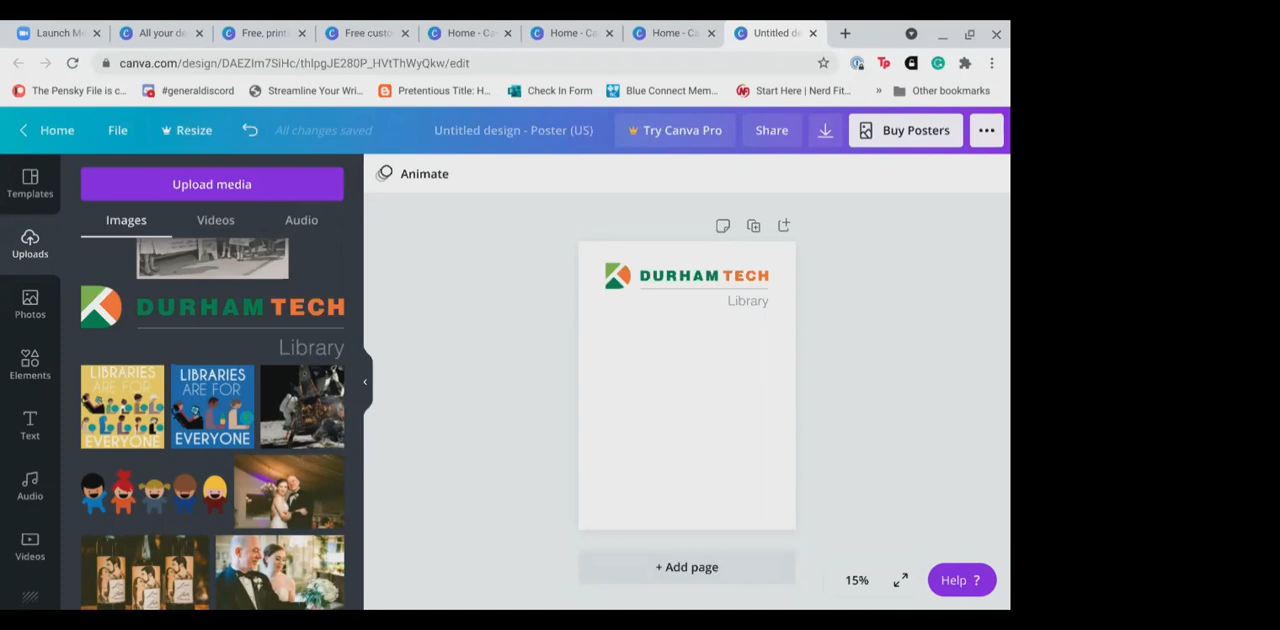 Launch M
All your de
Free, print
Free custo
Home - Ca
Home - Ca
Home - Ca
Untitled de
canva.com/design/DAEZIm7SiHc/thIpgJE280P_HVtThWyQkw/edit
The Pensky File is c...
#generaldiscord
Streamline Your Wri...
Pretentious Title: H...
Check In Form
Blue Connect Mem...
Start Here | Nerd Fit...
»
Other bookmarks
Home
File
Resize
All changes saved
Untitled design - Poster (US)
Try Canva Pro
Share
Buy Posters
Templates
Uploads
Photos
Elements
Text
Audio
Videos
Upload media
Images
Videos
Audio
DURHAM TECH
Library
LIBRARIES
ARE FOR
EVERYONE
LIBRARIES
ARE FOR
EVERYONE
Animate
DURHAM TECH
Library
+ Add page
15%
Help ?